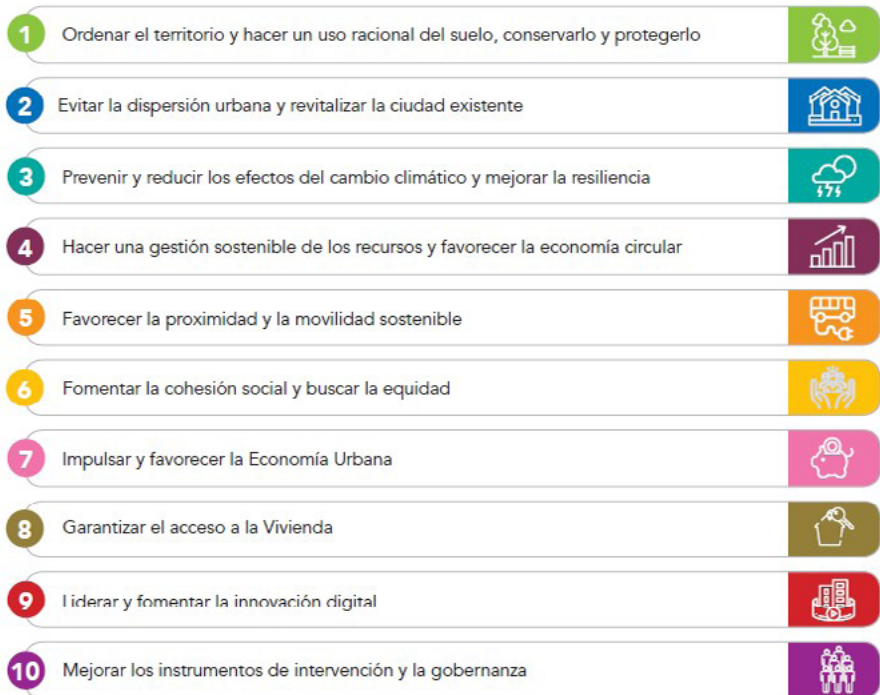 1 Ordenar el territorio y hacer un uso racional del suelo, conservarlo y protegerlo
2 Evitar la dispersión urbana y revitalizar la ciudad existente
3 Prevenir y reducir los efectos del cambio climático y mejorar la resiliencia
4 Hacer una gestión sostenible de los recursos y favorecer la economía circular
5 Favorecer la proximidad y la movilidad sostenible
6 Fomentar la cohesión social y buscar la equidad
7 Impulsar y favorecer la Economía Urbana
8 Garantizar el acceso a la Vivienda
9 Liderar y fomentar la innovación digital
10 Mejorar los instrumentos de intervención y la gobernanza